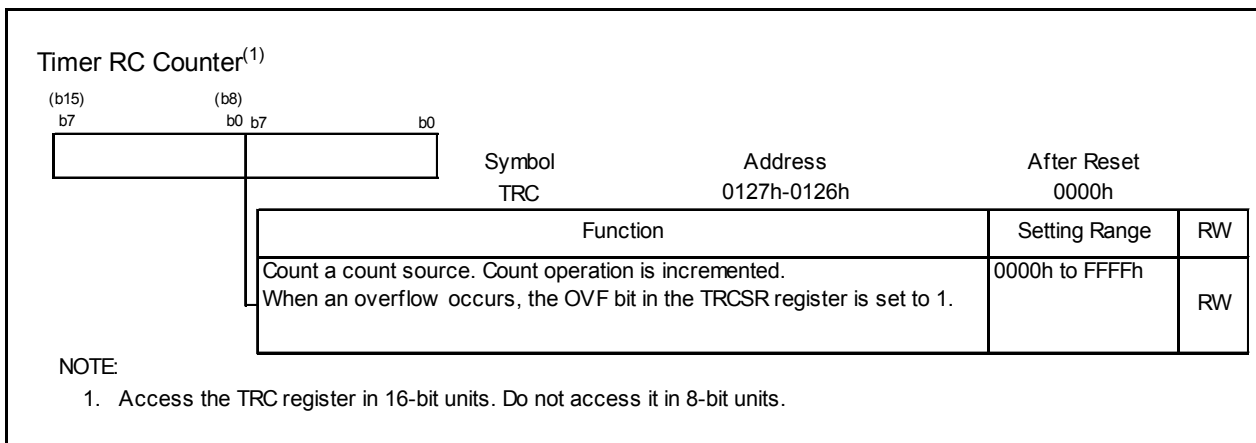 Timer RC Counter(1)
(b15) (b8)
b7 b0 b7 b0
Symbol Address After Reset
TRC 0127h-0126h 0000h
Function Setting Range RW
Count a count source. Count operation is incremented. 0000h to FFFFh
When an overflow occurs, the OVF bit in the TRCSR register is set to 1. RW
NOTE:
1. Access the TRC register in 16-bit units. Do not access it in 8-bit units.